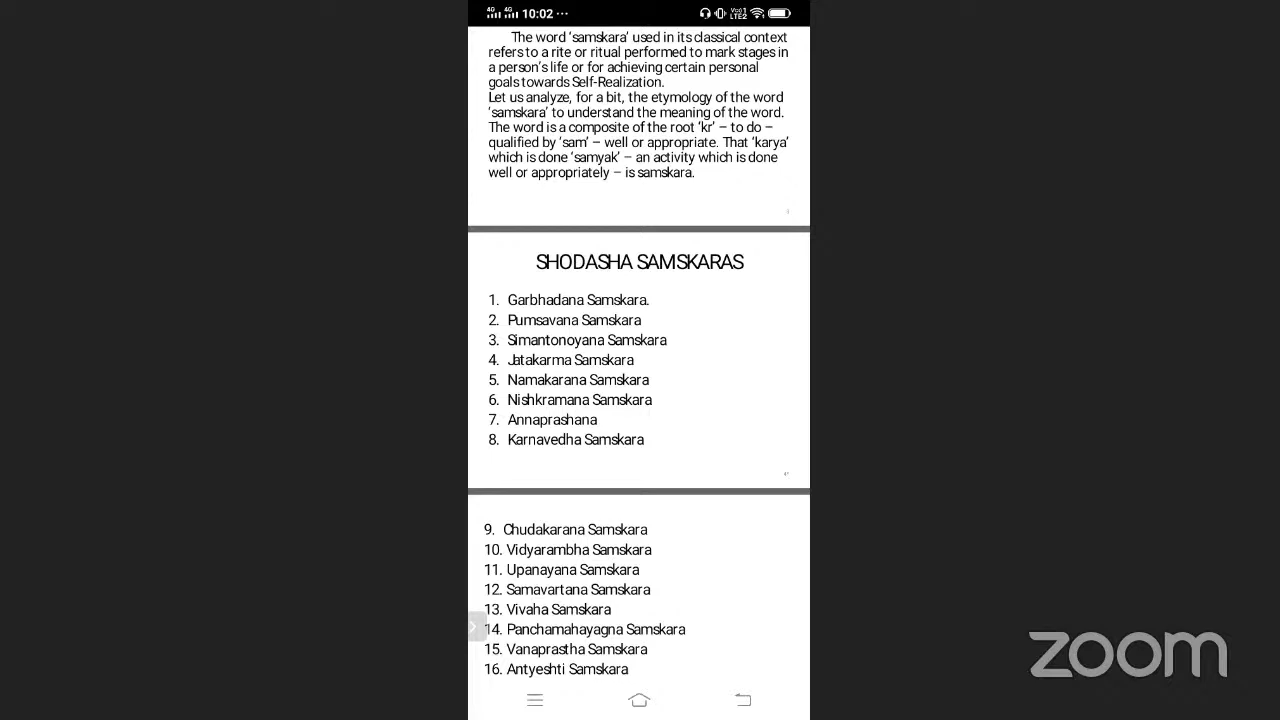 4G 4G 10:02 ···
Vo)) 1
LTE2
The word ‘samskara’ used in its classical context
refers to a rite or ritual performed to mark stages in
a person’s life or for achieving certain personal
goals towards Self-Realization.
Let us analyze, for a bit, the etymology of the word
‘samskara’ to understand the meaning of the word.
The word is a composite of the root ‘kr’ – to do –
qualified by ‘sam’ – well or appropriate. That ‘karya’
which is done ‘samyak’ – an activity which is done
well or appropriately – is samskara.
SHODASHA SAMSKARAS
1. Garbhadana Samskara.
2. Pumsavana Samskara
3. Simantonoyana Samskara
4. Jatakarma Samskara
5. Namakarana Samskara
6. Nishkramana Samskara
7. Annaprashana
8. Karnavedha Samskara
9. Chudakarana Samskara
10. Vidyarambha Samskara
11. Upanayana Samskara
12. Samavartana Samskara
13. Vivaha Samskara
14. Panchamahayagna Samskara
15. Vanaprastha Samskara
16. Antyeshti Samskara
zoom